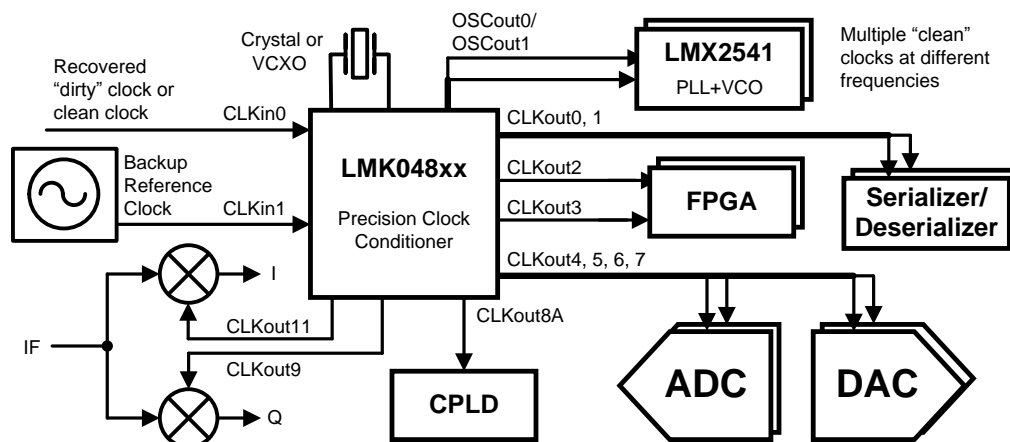 Crystal or
VCXO
OSCout0/
OSCout1
LMX2541
PLL+VCO
Multiple “clean”
clocks at different
frequencies
Recovered
“dirty” clock or
clean clock
CLKin0
Backup
Reference
Clock
CLKin1
LMK048xx
Precision Clock
Conditioner
CLKout0, 1
CLKout2
CLKout3
FPGA
Serializer/
Deserializer
CLKout4, 5, 6, 7
I
CLKout11
CLKout8A
IF
CLKout9
Q
CPLD
ADC
DAC